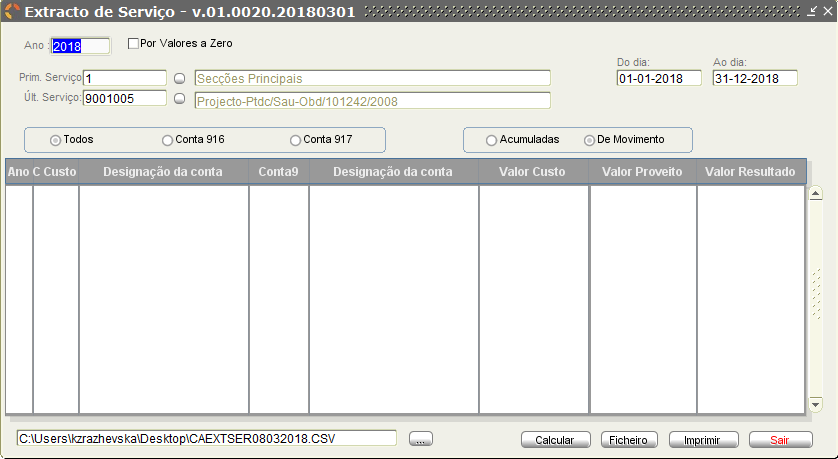 Extracto de Serviço - v.01.0020.20180301
Ano : 2018 Por Valores a Zero
Do dia: Ao dia:
Prim. Serviço: 1 Secções Principais 01-01-2018 31-12-2018
Últ. Serviço: 9001005 Projecto-Ptdc/Sau-Obd/101242/2008
Todos Conta 916 Conta 917 Acumuladas De Movimento
Ano C Custo Designação da conta Conta9 Designação da conta Valor Custo Valor Proveito Valor Resultado
C:\Users\kzrazhevska\Desktop\CAEXTSER08032018.CSV ... Calcular Ficheiro Imprimir Sair